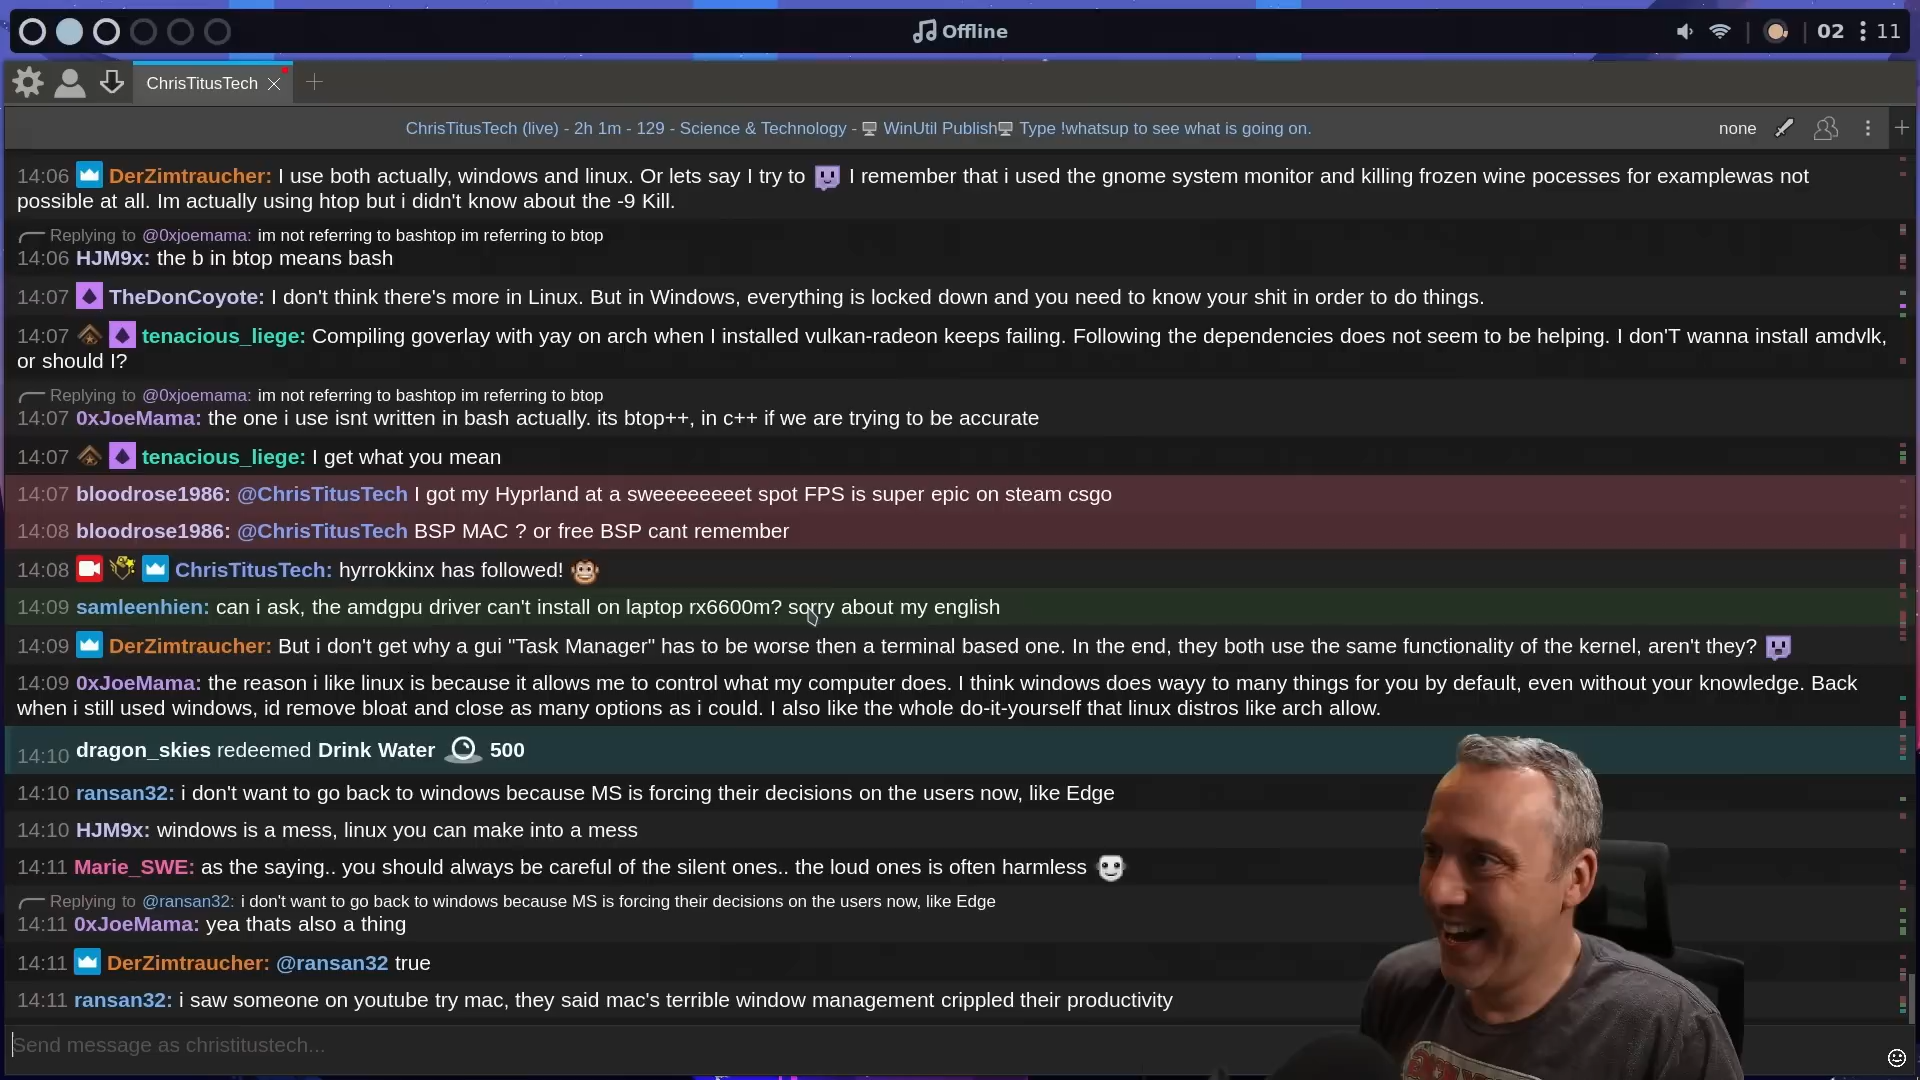 Offline
02
11
ChrisTitusTech
ChrisTitusTech (live) - 2h 1m - 129 - Science & Technology - 🖥 WinUtil Publish🖥 Type !whatsup to see what is going on.
none
14:06 DerZimtraucher: I use both actually, windows and linux. Or lets say I try to I remember that i used the gnome system monitor and killing frozen wine pocesses for examplewas not
possible at all. Im actually using htop but i didn't know about the -9 Kill.
Replying to @0xjoemama: im not referring to bashtop im referring to btop
14:06 HJM9x: the b in btop means bash
14:07 TheDonCoyote: I don't think there's more in Linux. But in Windows, everything is locked down and you need to know your shit in order to do things.
14:07 tenacious_liege: Compiling goverlay with yay on arch when I installed vulkan-radeon keeps failing. Following the dependencies does not seem to be helping. I don'T wanna install amdvlk,
or should I?
Replying to @0xjoemama: im not referring to bashtop im referring to btop
14:07 0xJoeMama: the one i use isnt written in bash actually. its btop++, in c++ if we are trying to be accurate
14:07 tenacious_liege: I get what you mean
14:07 bloodrose1986: @ChrisTitusTech I got my Hyprland at a sweeeeeeeet spot FPS is super epic on steam csgo
14:08 bloodrose1986: @ChrisTitusTech BSP MAC ? or free BSP cant remember
14:08 ChrisTitusTech: hyrrokkinx has followed! 🐵
14:09 samleenhien: can i ask, the amdgpu driver can't install on laptop rx6600m? sorry about my english
14:09 DerZimtraucher: But i don't get why a gui "Task Manager" has to be worse then a terminal based one. In the end, they both use the same functionality of the kernel, aren't they?
14:09 0xJoeMama: the reason i like linux is because it allows me to control what my computer does. I think windows does wayy to many things for you by default, even without your knowledge. Back
when i still used windows, id remove bloat and close as many options as i could. I also like the whole do-it-yourself that linux distros like arch allow.
14:10 dragon_skies redeemed Drink Water 500
14:10 ransan32: i don't want to go back to windows because MS is forcing their decisions on the users now, like Edge
14:10 HJM9x: windows is a mess, linux you can make into a mess
14:11 Marie_SWE: as the saying.. you should always be careful of the silent ones.. the loud ones is often harmless
Replying to @ransan32: i don't want to go back to windows because MS is forcing their decisions on the users now, like Edge
14:11 0xJoeMama: yea thats also a thing
14:11 DerZimtraucher: @ransan32 true
14:11 ransan32: i saw someone on youtube try mac, they said mac's terrible window management crippled their productivity
Send message as christitustech...